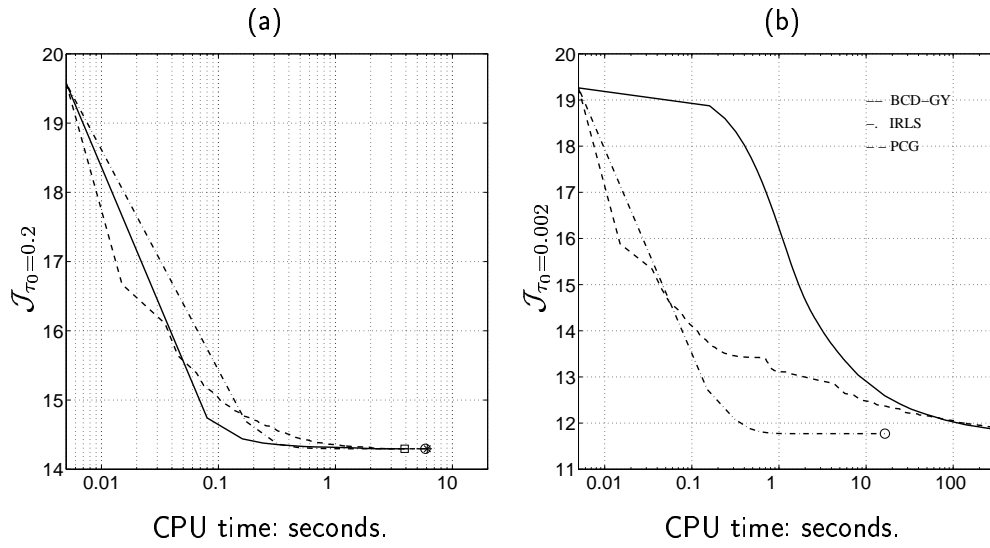 (a)
(b)
20
19
18
17
16
15
14
0.01
0.1
1
10
CPU time: seconds.
𝒥τ₀=0.2
20
19
18
17
16
15
14
13
12
11
0.01
0.1
1
10
100
CPU time: seconds.
𝒥τ₀=0.002
BCD-GY
IRLS
PCG